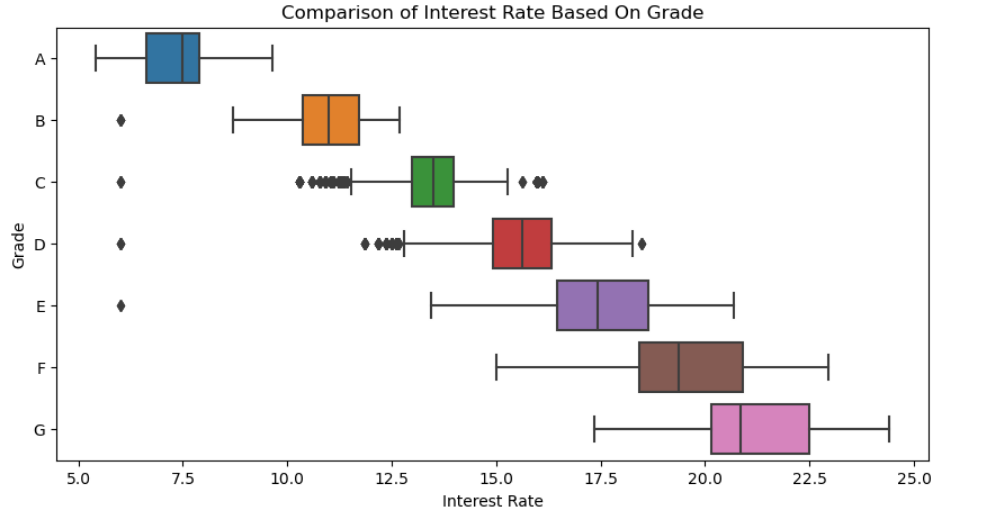 Comparison of Interest Rate Based On Grade
A
B
C
D
E
F
G
Grade
5.0 7.5 10.0 12.5 15.0 17.5 20.0 22.5 25.0
Interest Rate